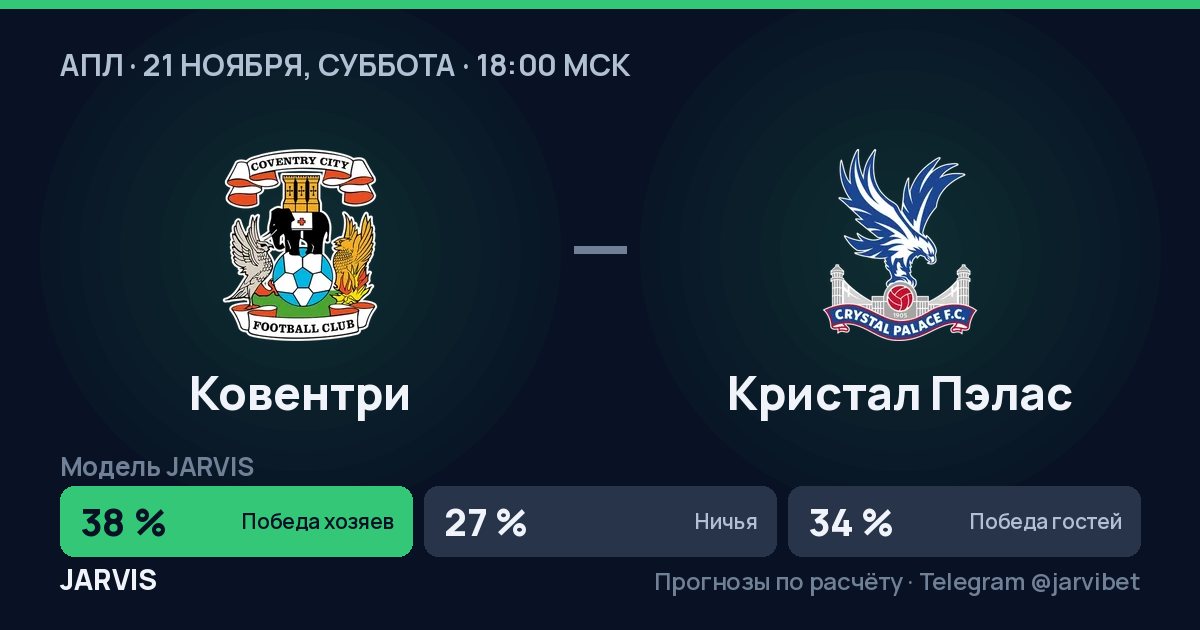 АПЛ · 21 НОЯБРЯ, СУББОТА · 18:00 МСК
COVENTRY CITY
FOOTBALL CLUB
1905
CRYSTAL PALACE F.C.
Ковентри
—
Кристал Пэлас
Модель JARVIS
38 % Победа хозяев
27 % Ничья
34 % Победа гостей
JARVIS
Прогнозы по расчёту · Telegram @jarvibet